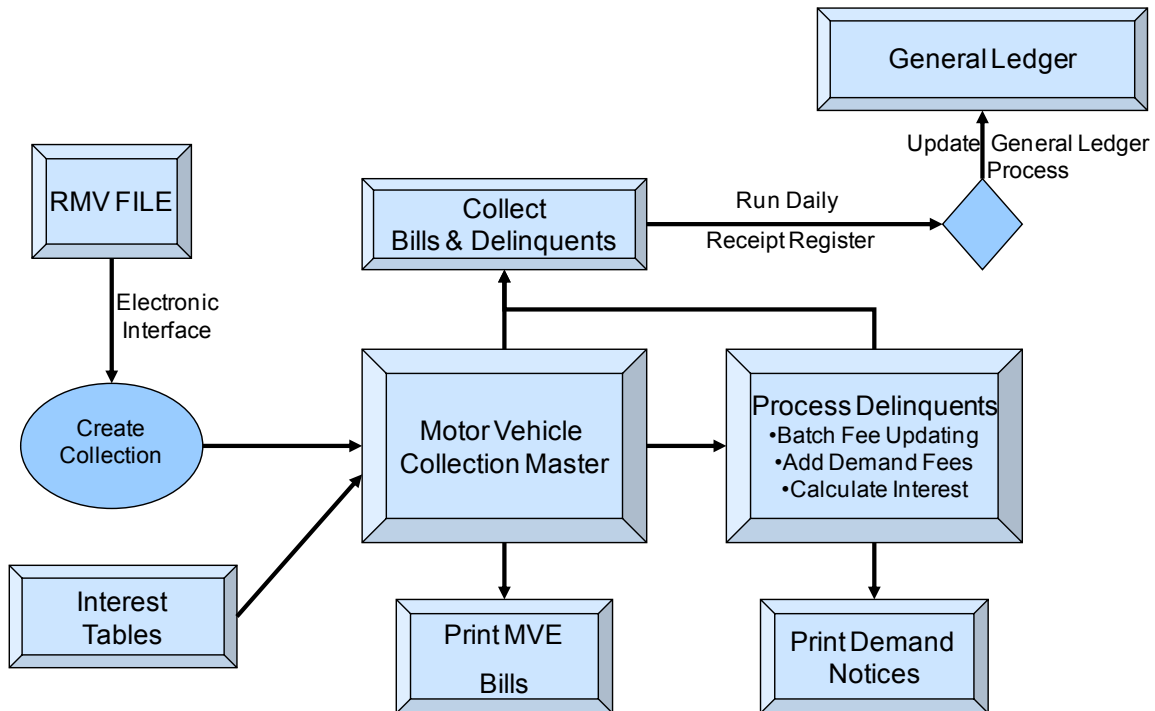 General Ledger
Update General Ledger
Process
RMV FILE
Collect
Bills & Delinquents
Run Daily
Receipt Register
Electronic
Interface
Create
Collection
Motor Vehicle
Collection Master
Process Delinquents
•Batch Fee Updating
•Add Demand Fees
•Calculate Interest
Interest
Tables
Print MVE
Bills
Print Demand
Notices